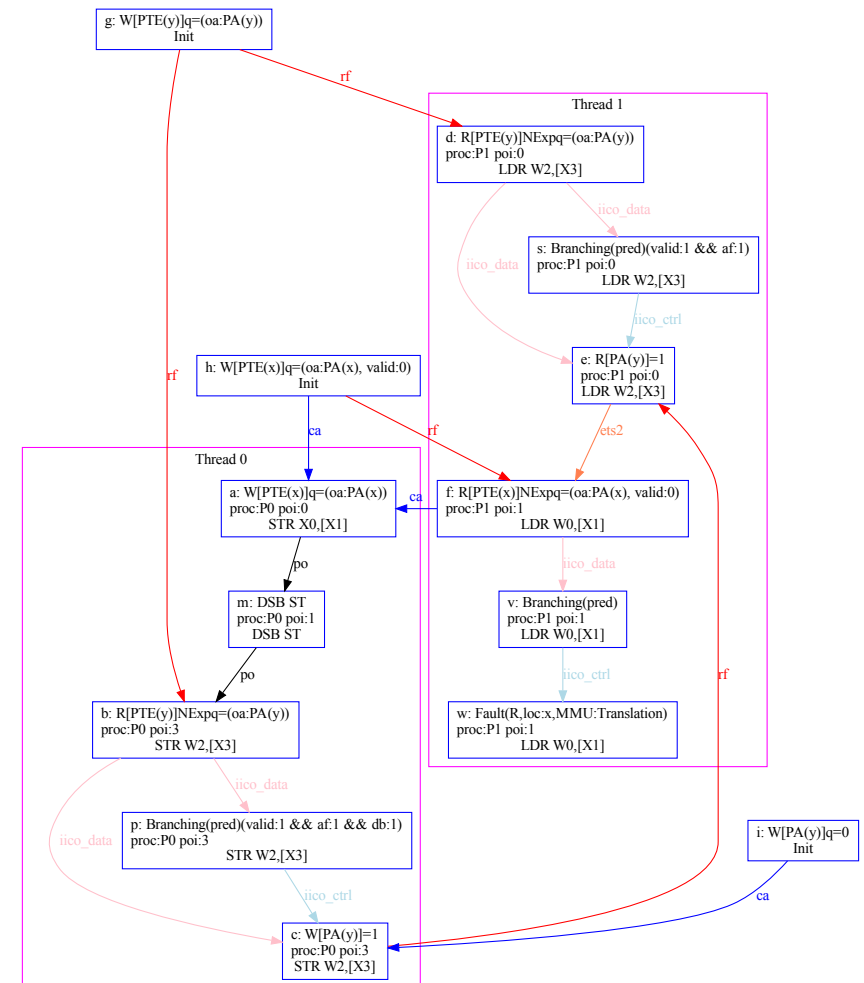 g: W[PTE(y)]q=(oa:PA(y))
Init
rf
Thread 1
d: R[PTE(y)]NExpq=(oa:PA(y))
proc:P1 poi:0
LDR W2,[X3]
iico_data
s: Branching(pred)(valid:1 && af:1)
proc:P1 poi:0
LDR W2,[X3]
iico_data
iico_ctrl
e: R[PA(y)]=1
proc:P1 poi:0
LDR W2,[X3]
h: W[PTE(x)]q=(oa:PA(x), valid:0)
Init
rf
ca
rf
ets2
Thread 0
a: W[PTE(x)]q=(oa:PA(x))
proc:P0 poi:0
STR X0,[X1]
ca
f: R[PTE(x)]NExpq=(oa:PA(x), valid:0)
proc:P1 poi:1
LDR W0,[X1]
po
iico_data
m: DSB ST
proc:P0 poi:1
DSB ST
v: Branching(pred)
proc:P1 poi:1
LDR W0,[X1]
po
iico_ctrl
rf
b: R[PTE(y)]NExpq=(oa:PA(y))
proc:P0 poi:3
STR W2,[X3]
w: Fault(R,loc:x,MMU:Translation)
proc:P1 poi:1
LDR W0,[X1]
iico_data
iico_data
p: Branching(pred)(valid:1 && af:1 && db:1)
proc:P0 poi:3
STR W2,[X3]
i: W[PA(y)]q=0
Init
iico_ctrl
ca
c: W[PA(y)]=1
proc:P0 poi:3
STR W2,[X3]